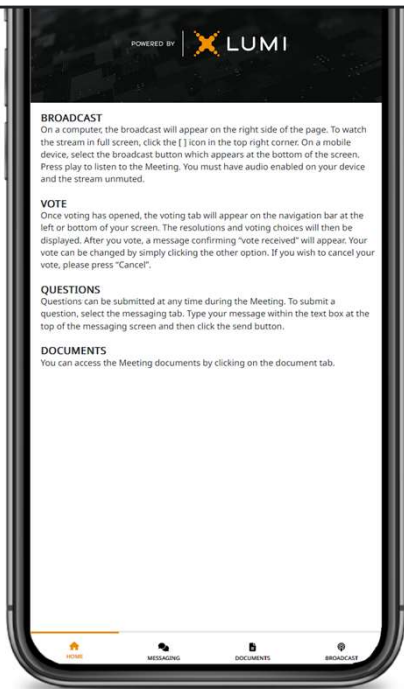 POWERED BY LUMI
BROADCAST
On a computer, the broadcast will appear on the right side of the page. To watch
the stream in full screen, click the [ ] icon in the top right corner. On a mobile
device, select the broadcast button which appears at the bottom of the screen.
Press play to listen to the Meeting. You must have audio enabled on your device
and the stream unmuted.
VOTE
Once voting has opened, the voting tab will appear on the navigation bar at the
left or bottom of your screen. The resolutions and voting choices will then be
displayed. After you vote, a message confirming “vote received” will appear. Your
vote can be changed by simply clicking the other option. If you wish to cancel your
vote, please press “Cancel”.
QUESTIONS
Questions can be submitted at any time during the Meeting. To submit a
question, select the messaging tab. Type your message within the text box at the
top of the messaging screen and then click the send button.
DOCUMENTS
You can access the Meeting documents by clicking on the document tab.
HOME MESSAGING DOCUMENTS BROADCAST